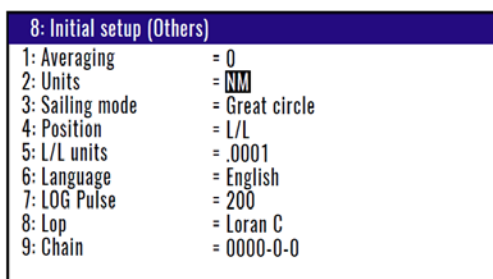 8: Initial setup (Others)
1: Averaging = 0
2: Units = NM
3: Sailing mode = Great circle
4: Position = L/L
5: L/L units = .0001
6: Language = English
7: LOG Pulse = 200
8: Lop = Loran C
9: Chain = 0000-0-0